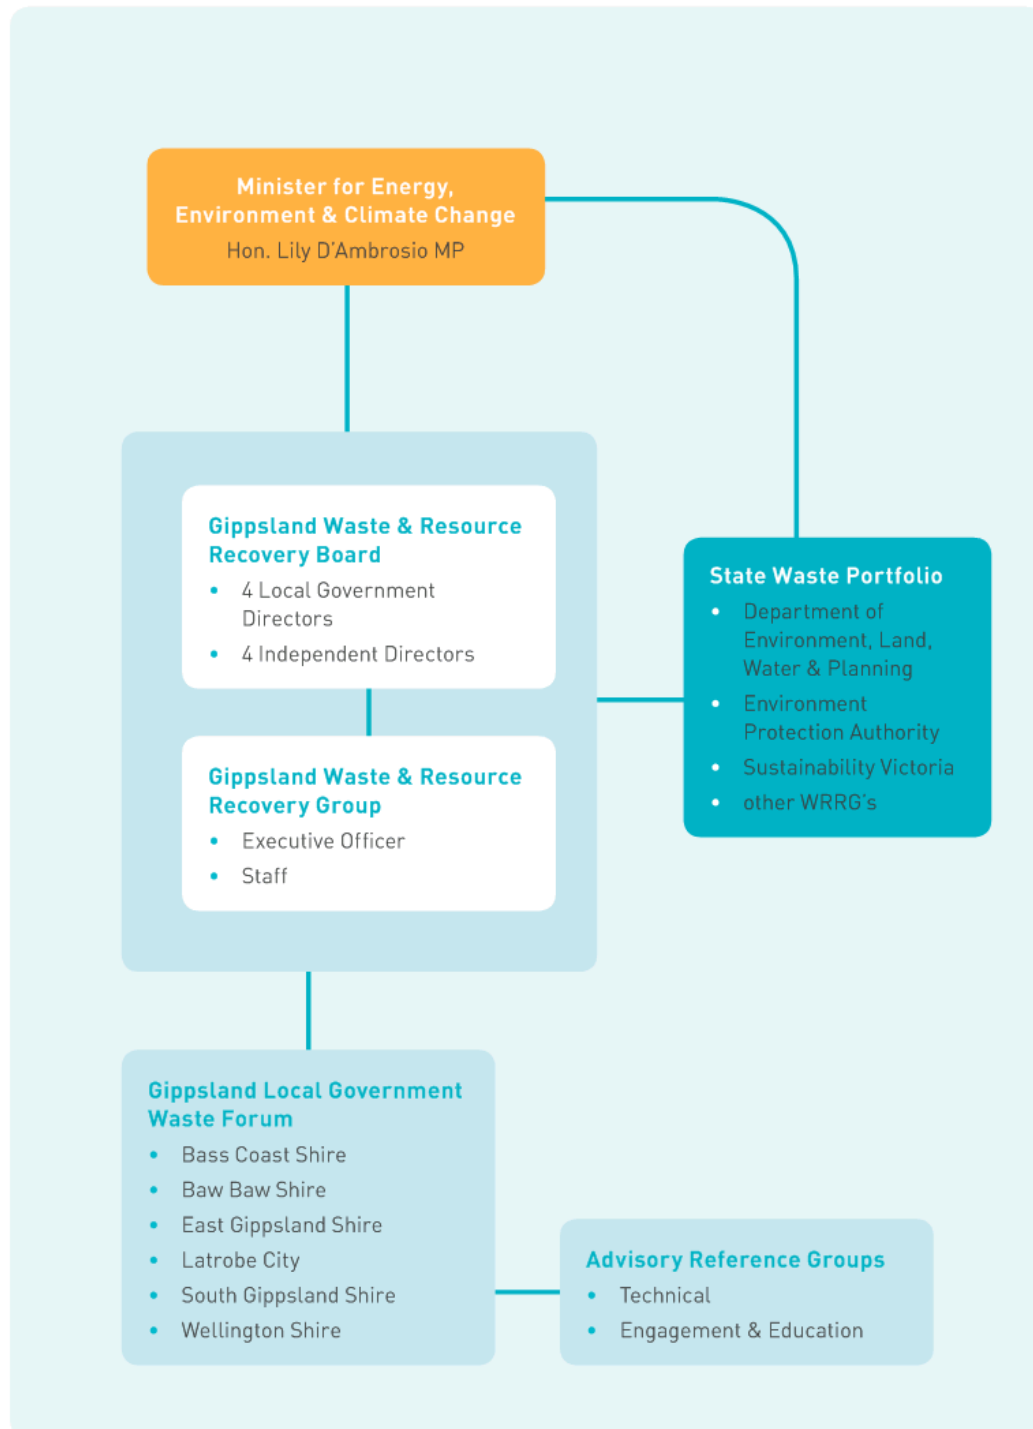 Minister for Energy,
Environment & Climate Change
Hon. Lily D'Ambrosio MP
Gippsland Waste & Resource
Recovery Board
• 4 Local Government
Directors
• 4 Independent Directors
State Waste Portfolio
• Department of
Environment, Land,
Water & Planning
• Environment
Protection Authority
• Sustainability Victoria
• other WRRG's
Gippsland Waste & Resource
Recovery Group
• Executive Officer
• Staff
Gippsland Local Government
Waste Forum
• Bass Coast Shire
• Baw Baw Shire
• East Gippsland Shire
• Latrobe City
• South Gippsland Shire
• Wellington Shire
Advisory Reference Groups
• Technical
• Engagement & Education